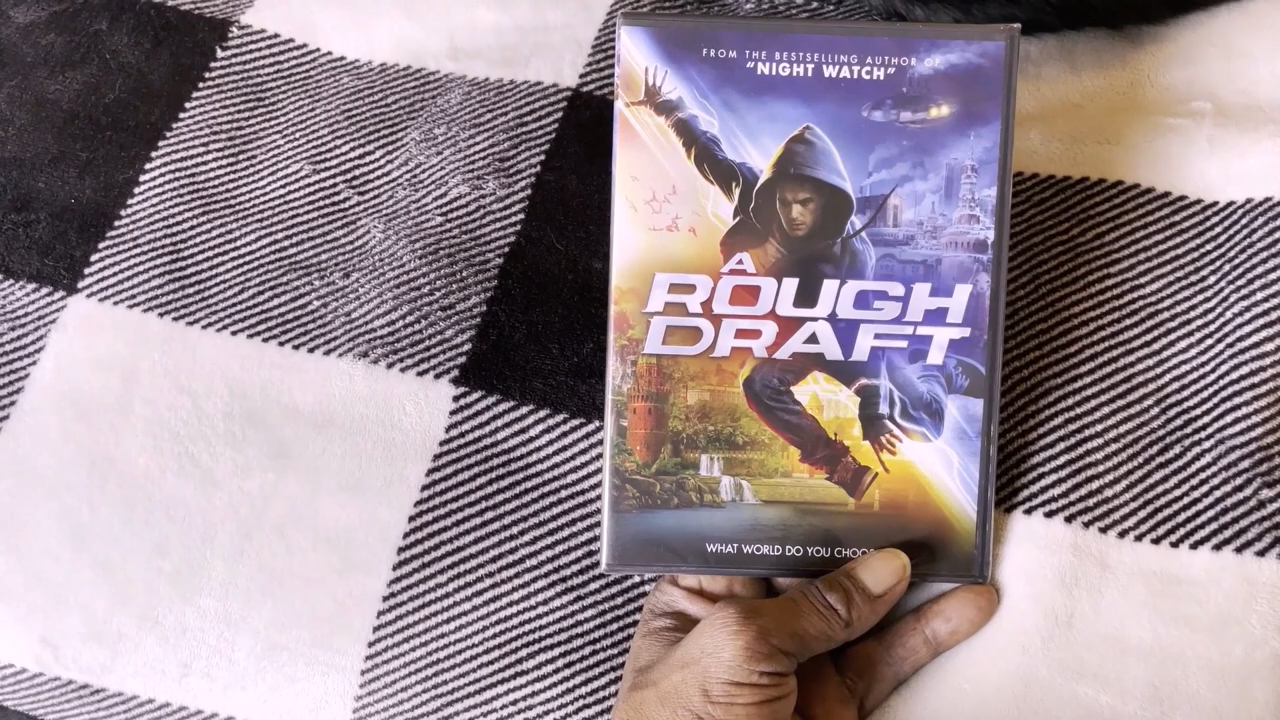 FROM THE BESTSELLING AUTHOR OF
"NIGHT WATCH"
A
ROUGH
DRAFT
WHAT WORLD DO YOU